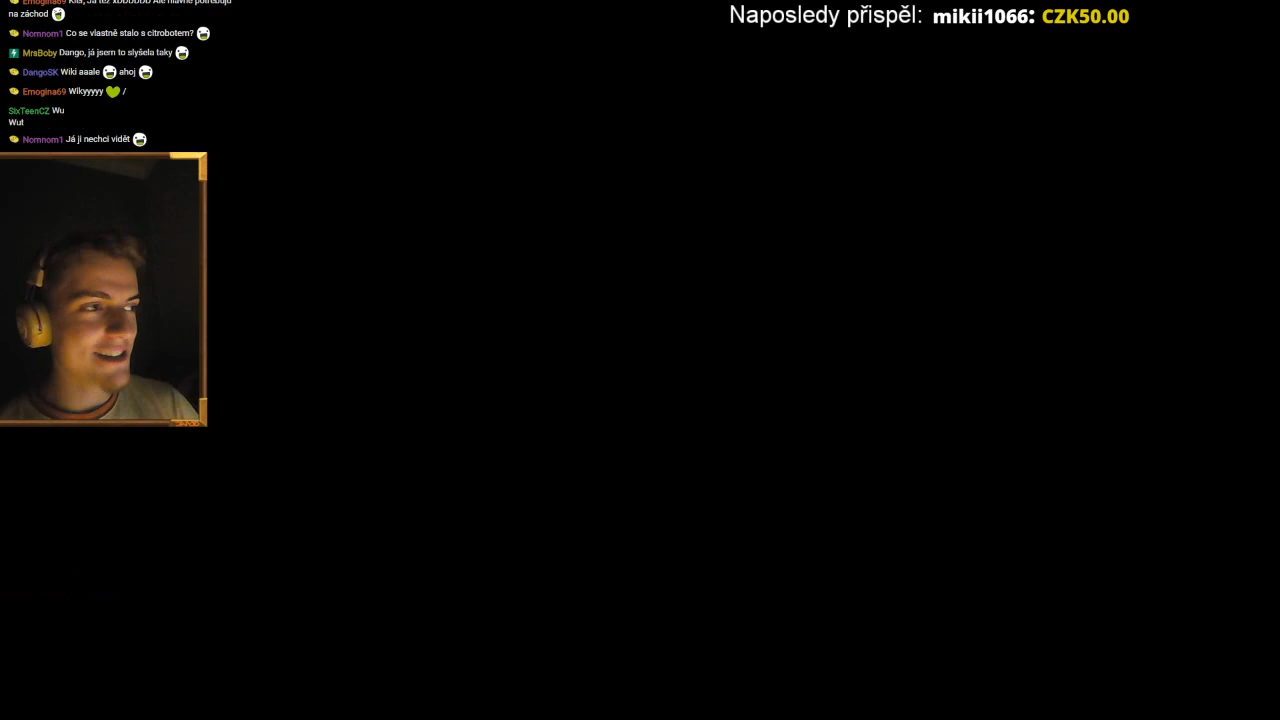 na záchod
Nomnom1 Co se vlastně stalo s citrobotem?
MrsBoby Dango, já jsem to slyšela taky
DangoSK Wiki aaale ahoj
Emogina69 Wikyyyyy /
SixTeenCZ Wu
Wut
Nomnom1 Já ji nechci vidět
Naposledy přispěl: mikii1066: CZK50.00